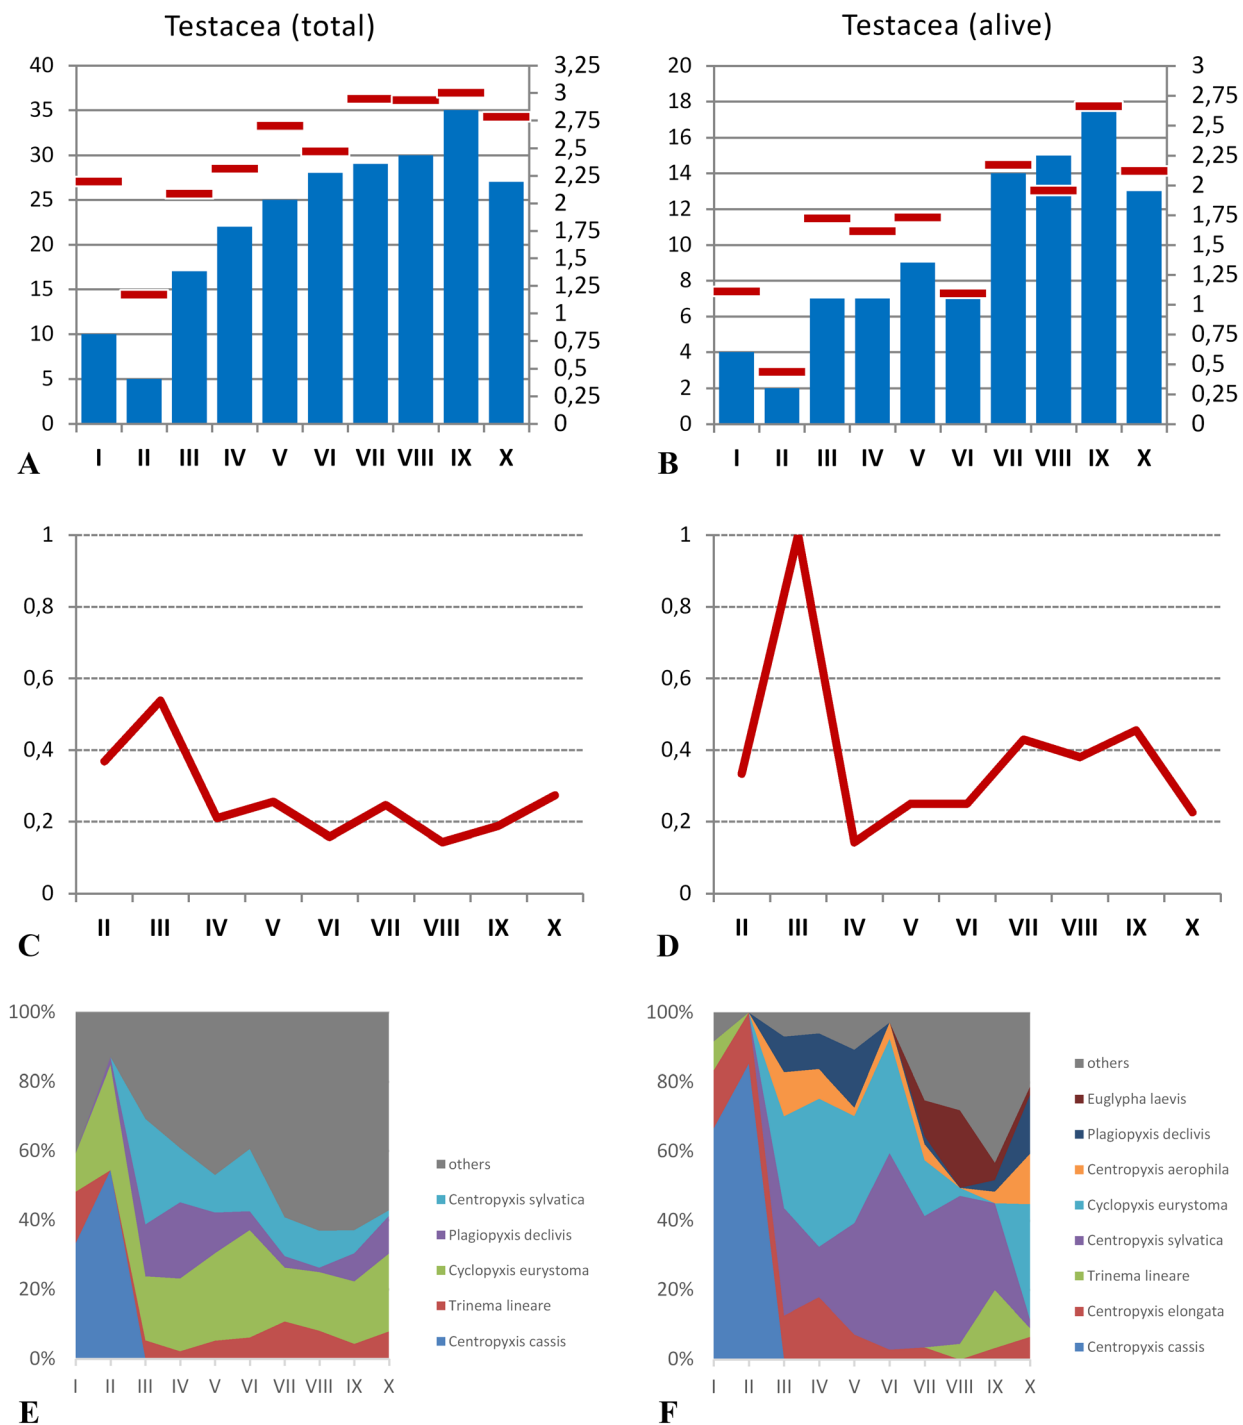 Testacea (total)
40
35
30
25
20
15
10
5
0
3,25
3
2,75
2,5
2,25
2
1,75
1,5
1,25
1
0,75
0,5
0,25
0
I II III IV V VI VII VIII IX X
A
Testacea (alive)
20
18
16
14
12
10
8
6
4
2
0
3
2,75
2,5
2,25
2
1,75
1,5
1,25
1
0,75
0,5
0,25
0
I II III IV V VI VII VIII IX X
B
1
0,8
0,6
0,4
0,2
0
II III IV V VI VII VIII IX X
C
1
0,8
0,6
0,4
0,2
0
II III IV V VI VII VIII IX X
D
100%
80%
60%
40%
20%
0%
I II III IV V VI VII VIII IX X
others
Centropyxis sylvatica
Plagiopyxis declivis
Cyclopyxis eurystoma
Trinema lineare
Centropyxis cassis
E
100%
80%
60%
40%
20%
0%
I II III IV V VI VII VIII IX X
others
Euglypha laevis
Plagiopyxis declivis
Centropyxis aerophila
Cyclopyxis eurystoma
Centropyxis sylvatica
Trinema lineare
Centropyxis elongata
Centropyxis cassis
F